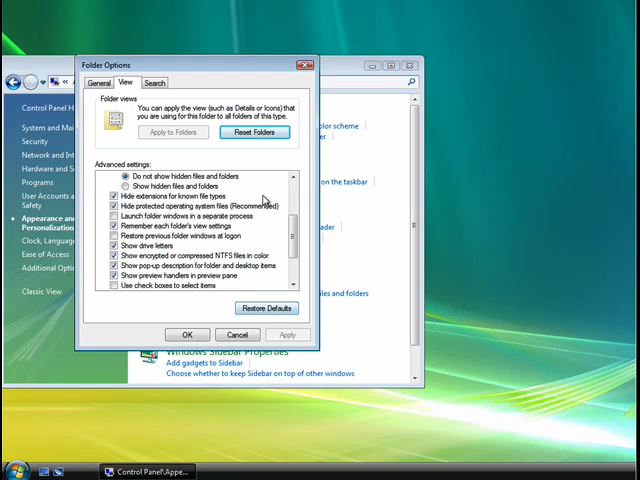 Folder Options
General
View
Search
Folder views
You can apply the view (such as Details or Icons) that
you are using for this folder to all folders of this type.
Apply to Folders
Reset Folders
Advanced settings:
Do not show hidden files and folders
Show hidden files and folders
Hide extensions for known file types
Hide protected operating system files (Recommended)
Launch folder windows in a separate process
Remember each folder's view settings
Restore previous folder windows at logon
Show drive letters
Show encrypted or compressed NTFS files in color
Show pop-up description for folder and desktop items
Show preview handlers in preview pane
Use check boxes to select items
Restore Defaults
OK
Cancel
Apply
Control Panel H
System and Mai
Security
Network and Int
Programs
User Accounts a
Appearance an
Personalization
Clock, Language
Ease of Access
Additional Optio
Classic View
olor scheme
on the taskbar
ader
files and folders
Windows Sidebar Properties
Add gadgets to Sidebar
Choose whether to keep Sidebar on top of other windows
Control Panel\Appe...